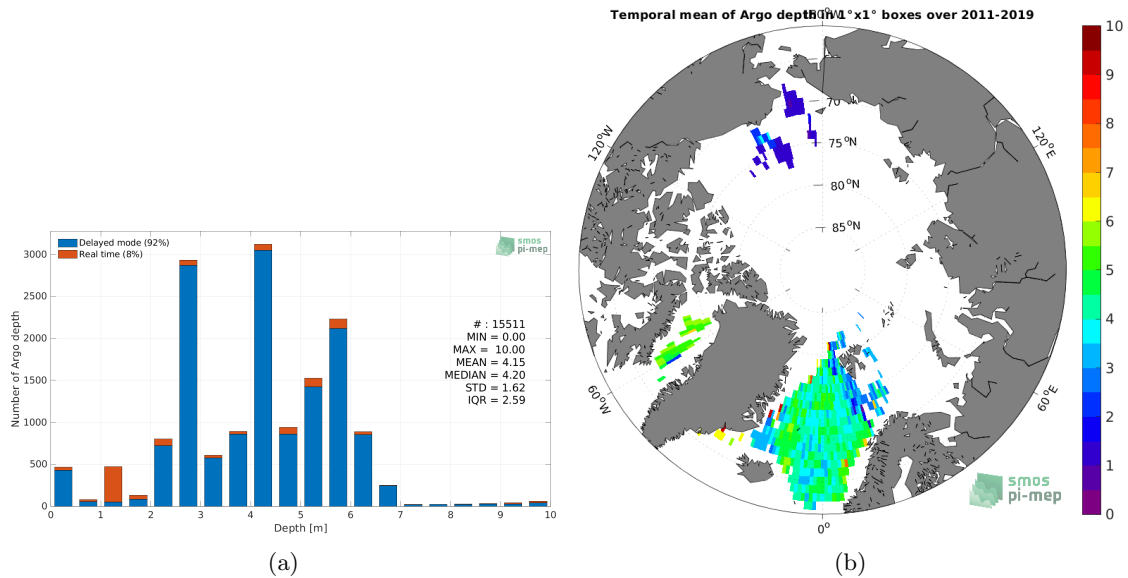 Temporal mean of Argo depth in 1°x1° boxes over 2011-2019
Delayed mode (92%)
Real time (8%)
smos
pi-mep
# : 15511
MIN = 0.00
MAX = 10.00
MEAN = 4.15
MEDIAN = 4.20
STD = 1.62
IQR = 2.59
Number of Argo depth
3000
2500
2000
1500
1000
500
0
0 1 2 3 4 5 6 7 8 9 10
Depth [m]
(a)
120°W
120°E
60°W
60°E
0°
75 °N
80 °N
85 °N
smos
pi-mep
10
9
8
7
6
5
4
3
2
1
0
(b)